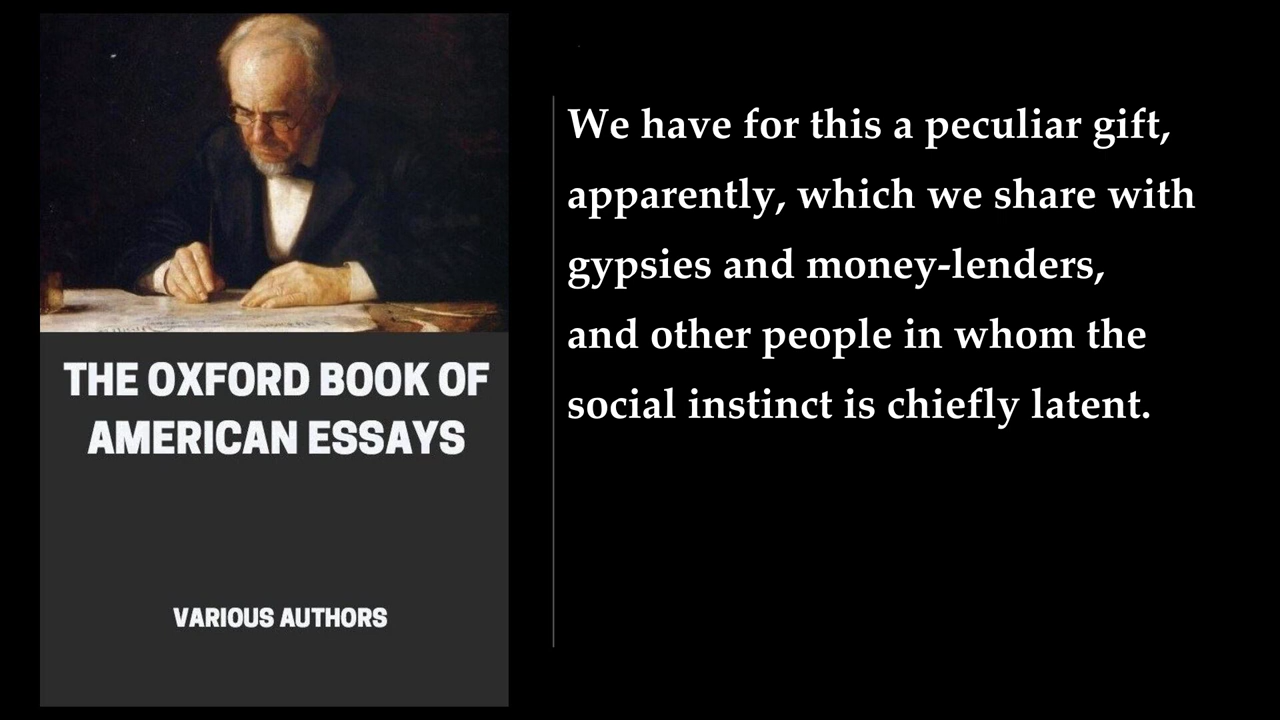 THE OXFORD BOOK OF
AMERICAN ESSAYS
VARIOUS AUTHORS
We have for this a peculiar gift,
apparently, which we share with
gypsies and money-lenders,
and other people in whom the
social instinct is chiefly latent.